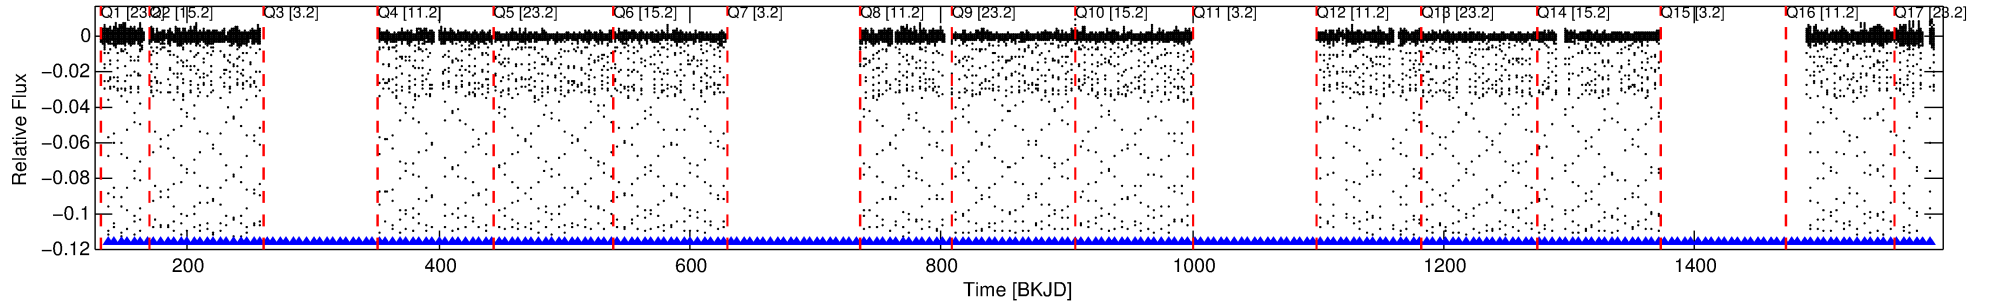 Q1 [23.2] Q2 [15.2] Q3 [3.2] Q4 [11.2] Q5 [23.2] Q6 [15.2] Q7 [3.2] Q8 [11.2] Q9 [23.2] Q10 [15.2] Q11 [3.2] Q12 [11.2] Q13 [23.2] Q14 [15.2] Q15 [3.2] Q16 [11.2] Q17 [23.2]
0
−0.02
−0.04
−0.06
−0.08
−0.1
−0.12
Relative Flux
200 400 600 800 1000 1200 1400
Time [BKJD]